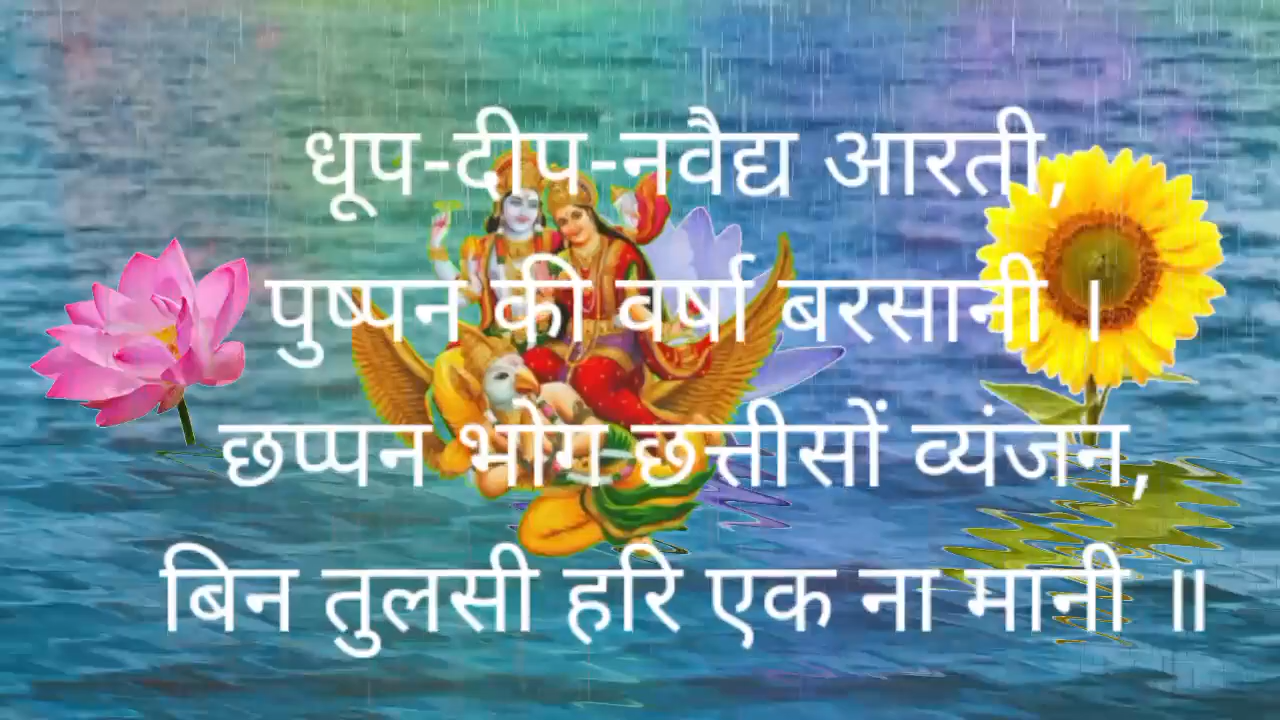 धूप-दीप-नवैद्य आरती,
पुष्पन की वर्षा बरसानी ।
छप्पन भोग छत्तीसों व्यंजन,
बिन तुलसी हरि एक ना मानी ॥